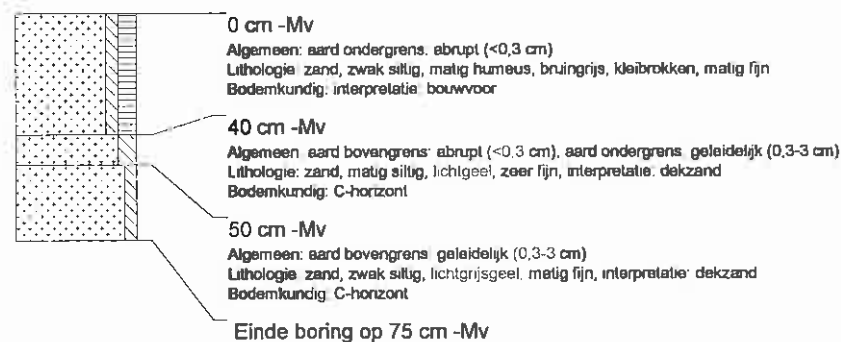 0 cm -Mv
Algemeen: aard ondergrens: abrupt (<0,3 cm)
Lithologie: zand, zwak siltig, matig humeus, bruingrijs, kleibrokken, matig fijn
Bodemkundig: interpretatie: bouwvoor
40 cm -Mv
Algemeen: aard bovengrens: abrupt (<0,3 cm), aard ondergrens: geleidelijk (0,3-3 cm)
Lithologie: zand, matig siltig, lichtgeel, zeer fijn, interpretatie: dekzand
Bodemkundig: C-horizont
50 cm -Mv
Algemeen: aard bovengrens: geleidelijk (0,3-3 cm)
Lithologie: zand, zwak siltig, lichtgrijsgeel, matig fijn, interpretatie: dekzand
Bodemkundig: C-horizont
Einde boring op 75 cm -Mv